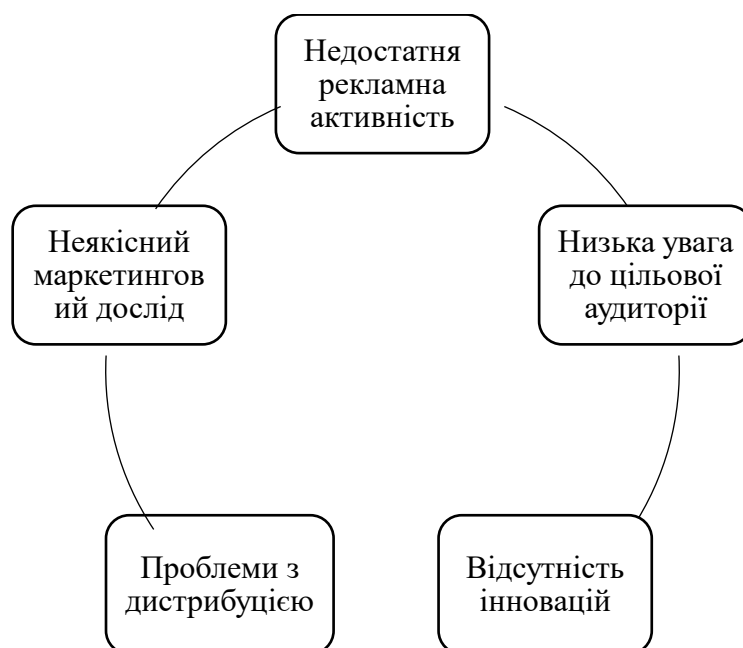 Недостатня
рекламна
активність
Неякісний
маркетингов
ий дослід
Низька увага
до цільової
аудиторії
Проблеми з
дистрибуцією
Відсутність
інновацій